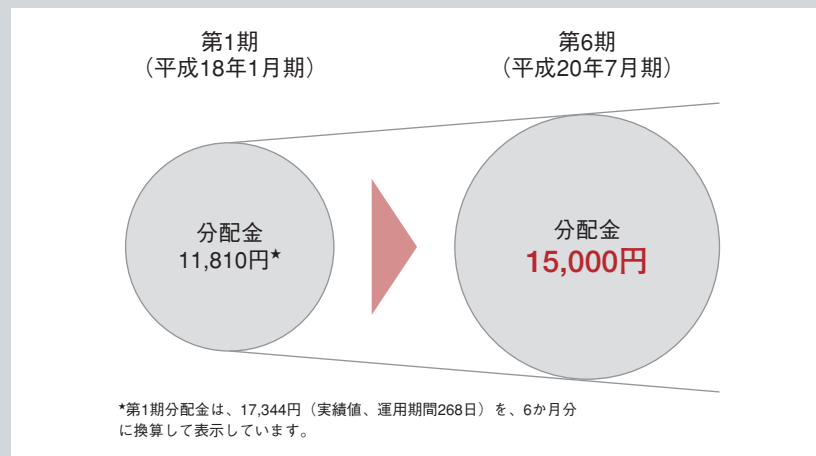 第1期
（平成18年1月期）
第6期
（平成20年7月期）
分配金
11,810円★
分配金
15,000円
★第1期分配金は、17,344円（実績値、運用期間268日）を、6か月分
に換算して表示しています。